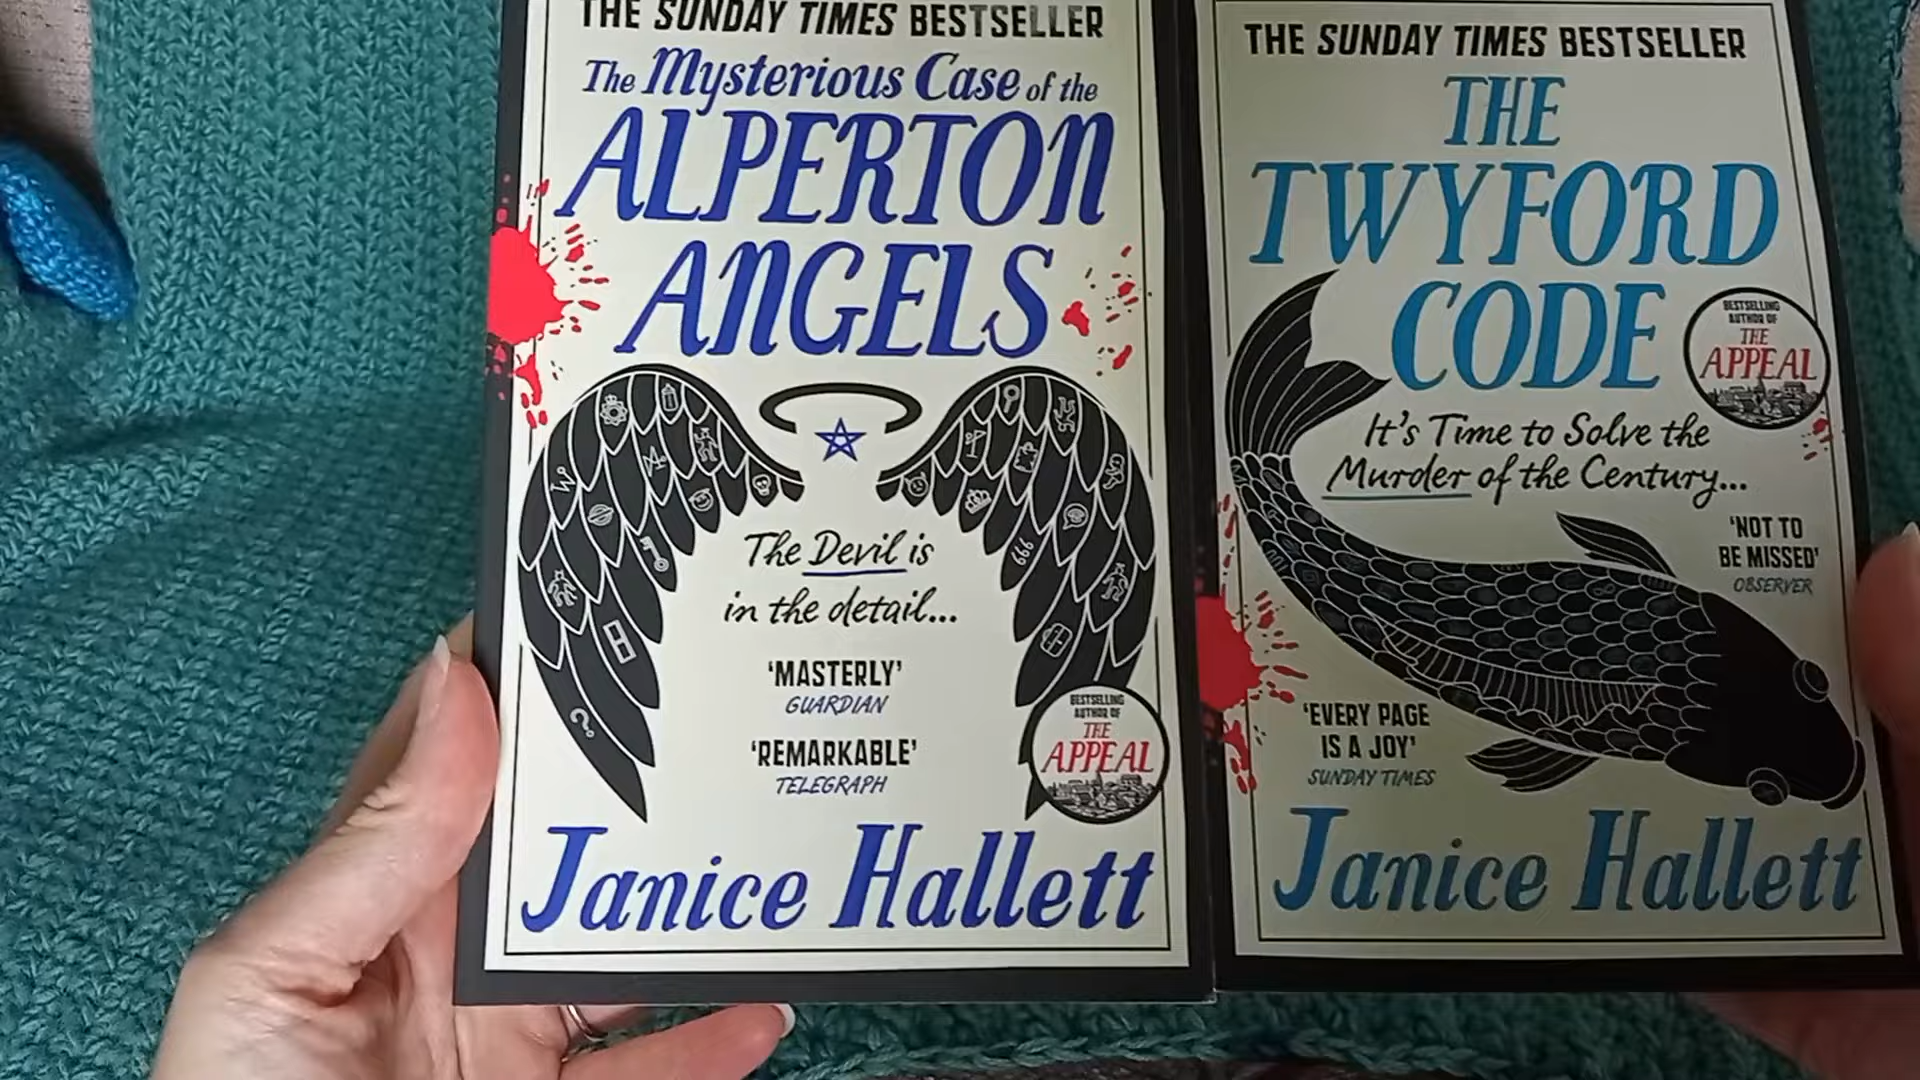 THE SUNDAY TIMES BESTSELLER
The Mysterious Case of the
ALPERTON
ANGELS
The Devil is
in the detail...
'MASTERLY'
GUARDIAN
'REMARKABLE'
TELEGRAPH
BESTSELLING
AUTHOR OF
THE
APPEAL
Janice Hallett
666
?
THE SUNDAY TIMES BESTSELLER
THE
TWYFORD
CODE
BESTSELLING
AUTHOR OF
THE
APPEAL
It's Time to Solve the
Murder of the Century...
'NOT TO
BE MISSED'
OBSERVER
'EVERY PAGE
IS A JOY'
SUNDAY TIMES
Janice Hallett